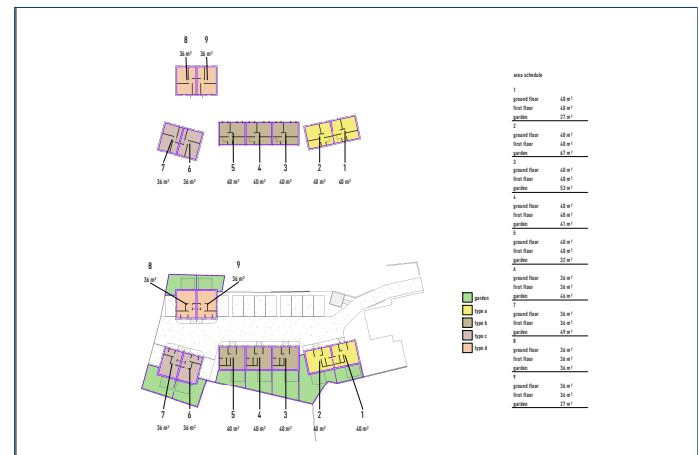 8 9
36 m² 36 m²
7 6 5 4 3 2 1
36 m² 36 m² 40 m² 40 m² 40 m² 40 m² 40 m²
8 9
36 m² 36 m²
7 6 5 4 3 2 1
36 m² 36 m² 40 m² 40 m² 40 m² 40 m² 40 m²
garden
type a
type b
type c
type d
area schedule
1
ground floor 40 m²
first floor 40 m²
garden 27 m²
2
ground floor 40 m²
first floor 40 m²
garden 67 m²
3
ground floor 40 m²
first floor 40 m²
garden 53 m²
4
ground floor 40 m²
first floor 40 m²
garden 41 m²
5
ground floor 40 m²
first floor 40 m²
garden 32 m²
6
ground floor 36 m²
first floor 36 m²
garden 46 m²
7
ground floor 36 m²
first floor 36 m²
garden 49 m²
8
ground floor 36 m²
first floor 36 m²
garden 36 m²
9
ground floor 36 m²
first floor 36 m²
garden 27 m²